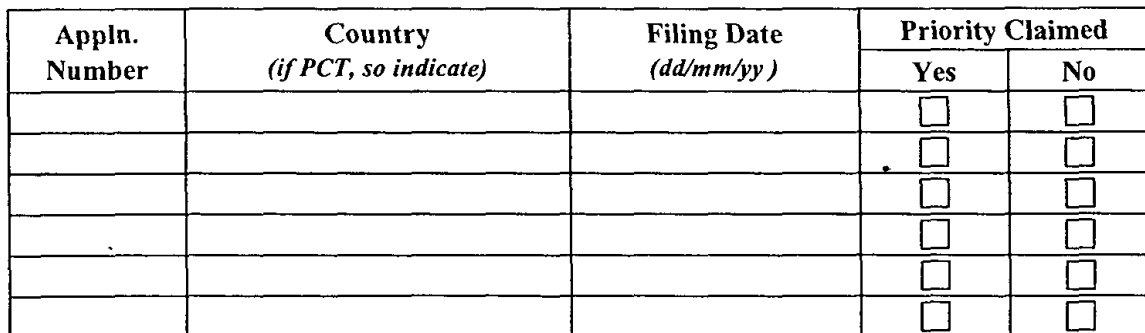 Appln. Number
Country
(if PCT, so indicate)
Filing Date
(dd/mm/yy )
Priority Claimed
Yes
No